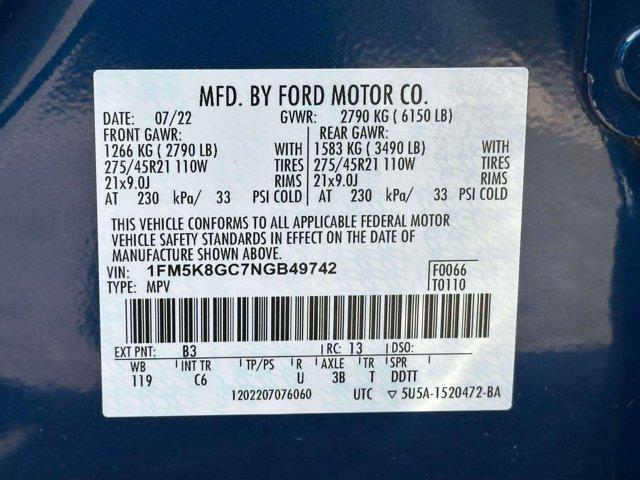 MFD. BY FORD MOTOR CO.
DATE: 07/22 GVWR: 2790 KG ( 6150 LB)
FRONT GAWR: REAR GAWR:
1266 KG ( 2790 LB) WITH 1583 KG ( 3490 LB) WITH
275/45R21 110W TIRES 275/45R21 110W TIRES
21x9.0J RIMS 21x9.0J RIMS
AT 230 kPa/ 33 PSI COLD AT 230 kPa/ 33 PSI COLD
THIS VEHICLE CONFORMS TO ALL APPLICABLE FEDERAL MOTOR
VEHICLE SAFETY STANDARDS IN EFFECT ON THE DATE OF
MANUFACTURE SHOWN ABOVE.
VIN: 1FM5K8GC7NGB49742 F0066
TYPE: MPV T0110
EXT PNT: B3 RC: 13 DSO:
WB INT TR TP/PS R AXLE TR SPR
119 C6 U 3B T DDTT
1202207076060 UTC ▽ 5U5A-1520472-BA